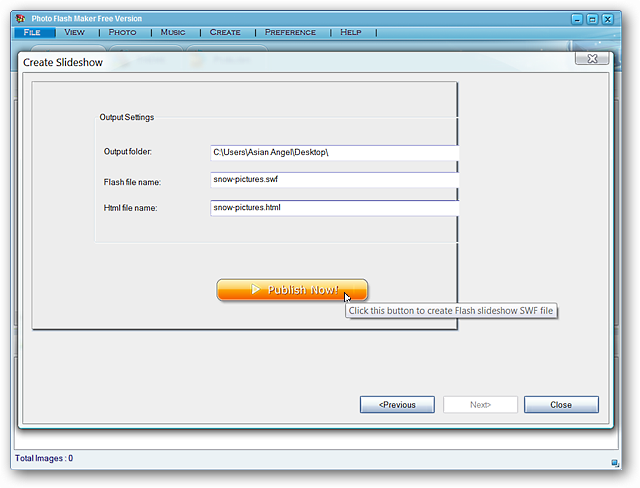 Photo Flash Maker Free Version
File | View | Photo | Music | Create | Preference | Help |
Create Slideshow
Output Settings
Output folder: C:\Users\Asian Angel\Desktop\
Flash file name: snow-pictures.swf
Html file name: snow-pictures.html
Publish Now!
Click this button to create Flash slideshow SWF file
<Previous Next> Close
Total Images : 0